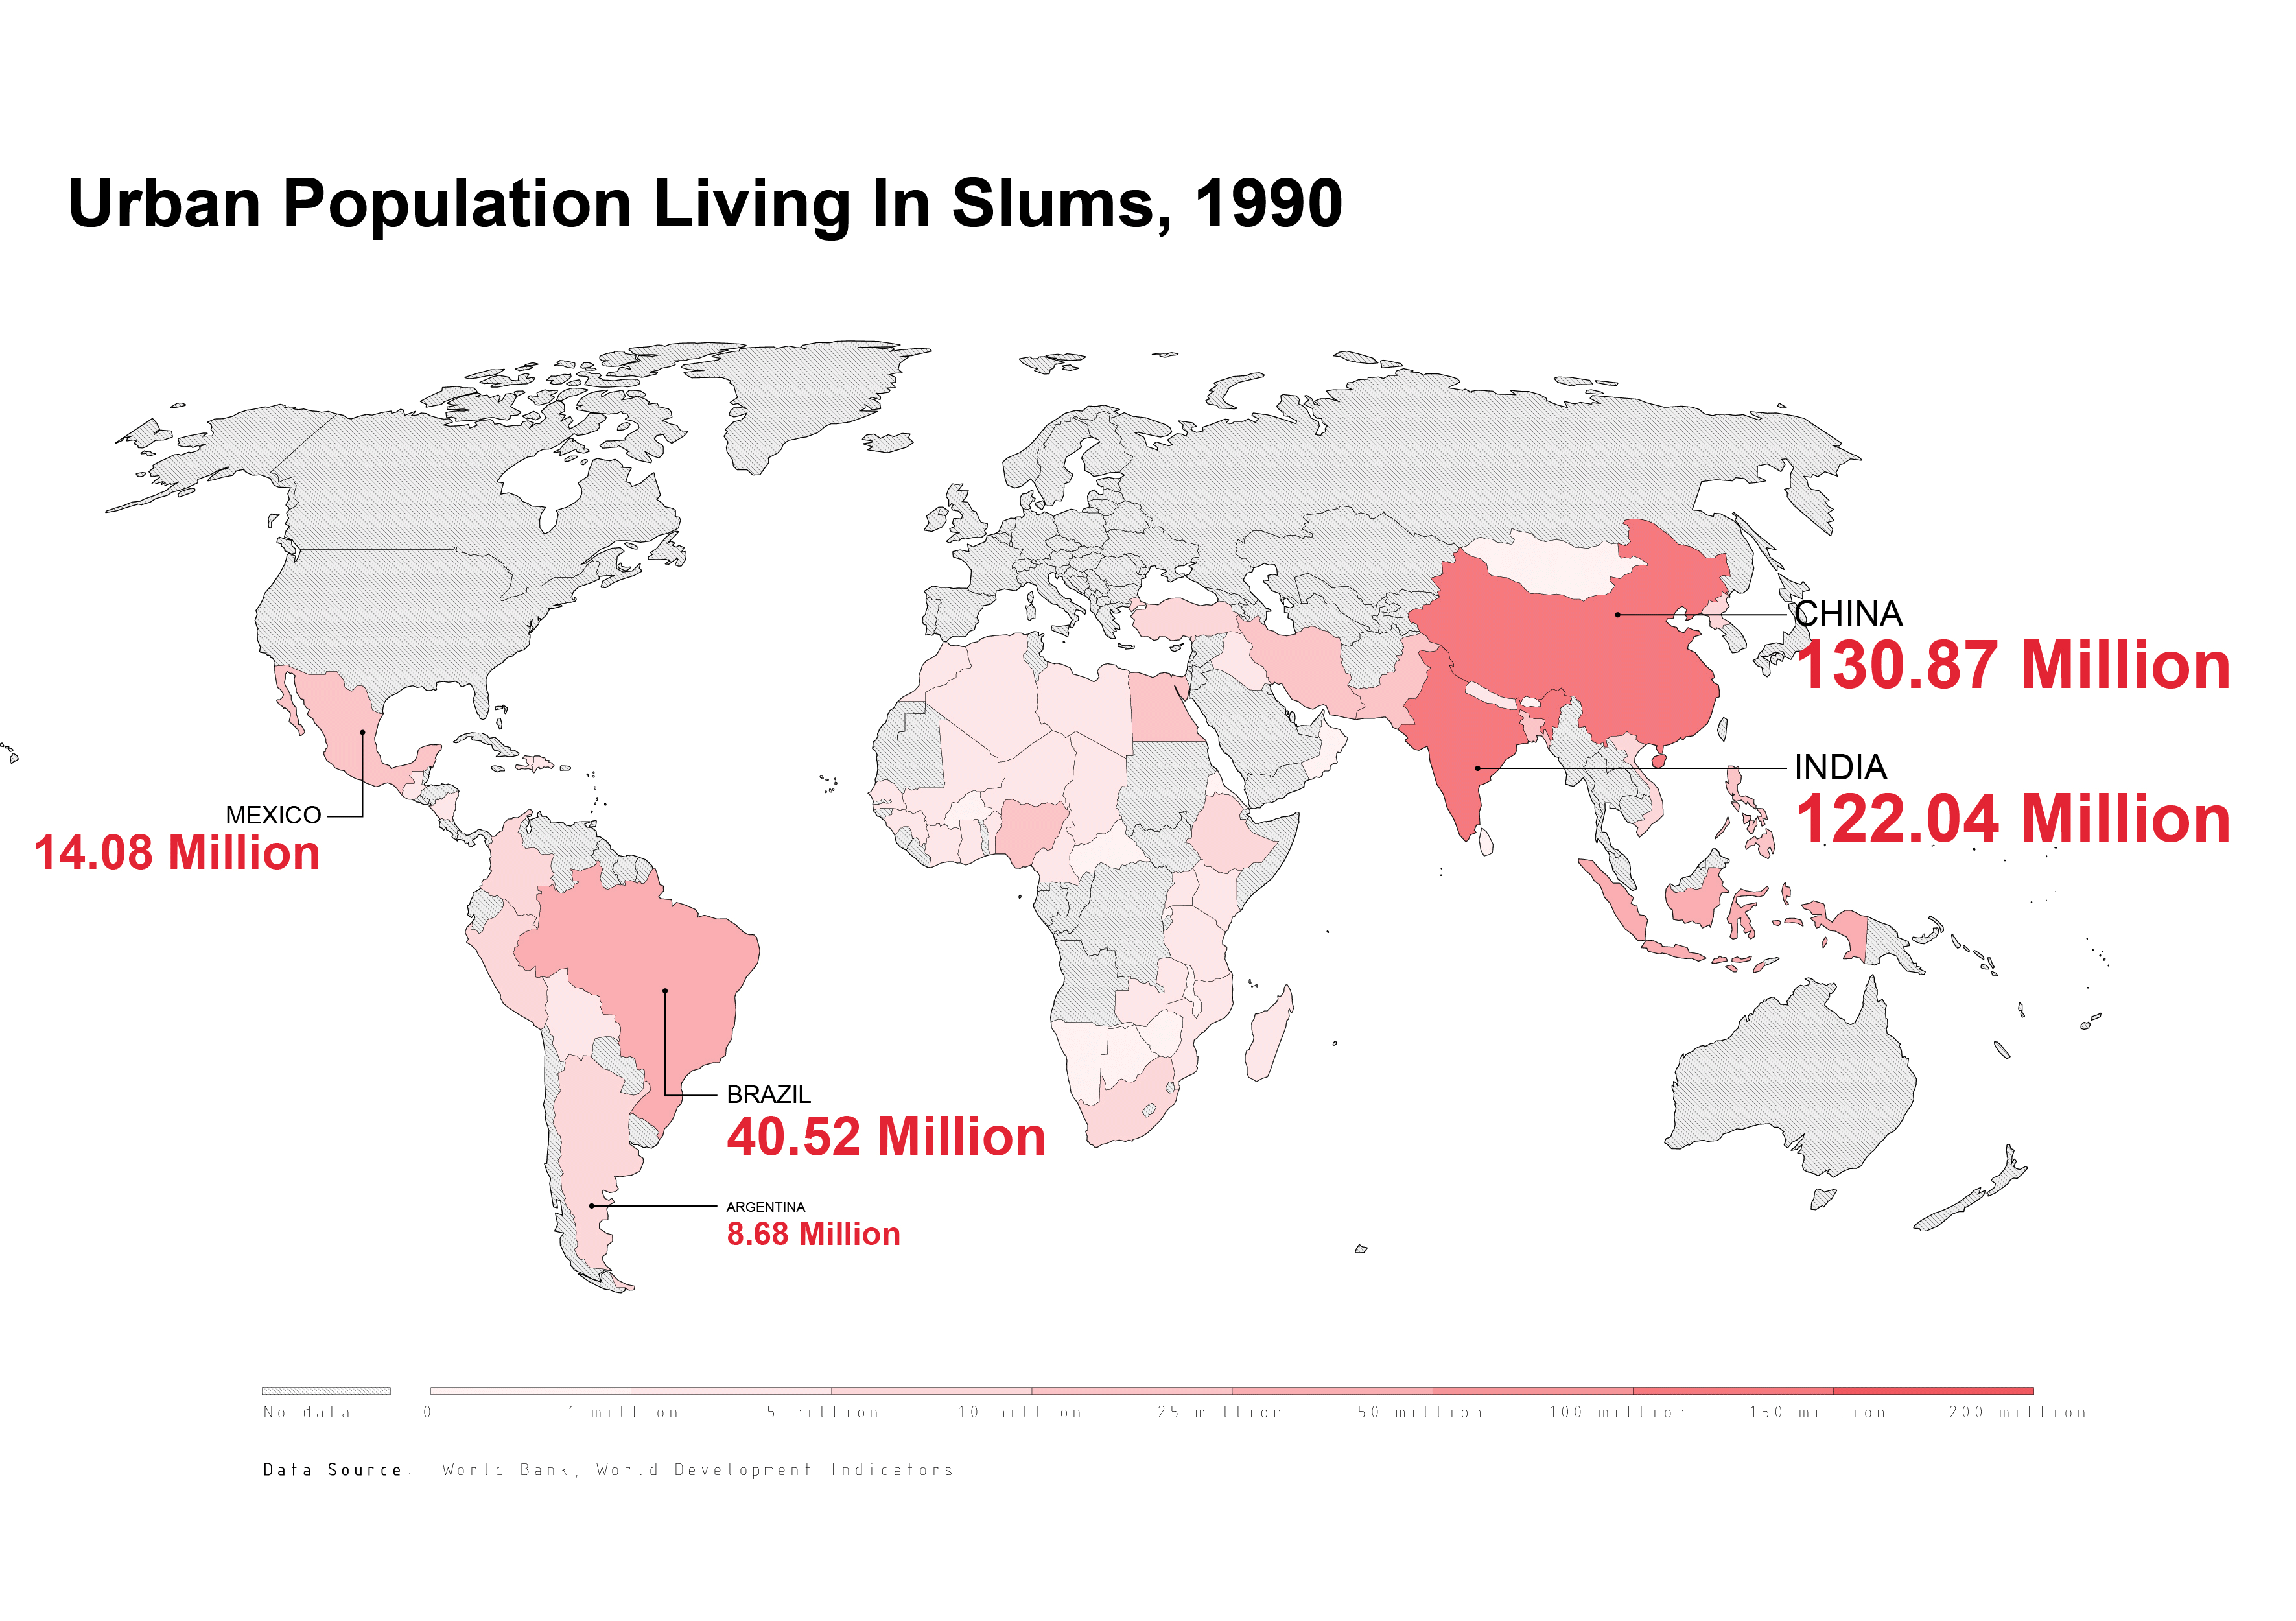 Urban Population Living In Slums, 1990
CHINA
130.87 Million
INDIA
122.04 Million
MEXICO
14.08 Million
BRAZIL
40.52 Million
ARGENTINA
8.68 Million
No data
0
1 million
5 million
10 million
25 million
50 million
100 million
150 million
200 million
Data Source: World Bank, World Development Indicators